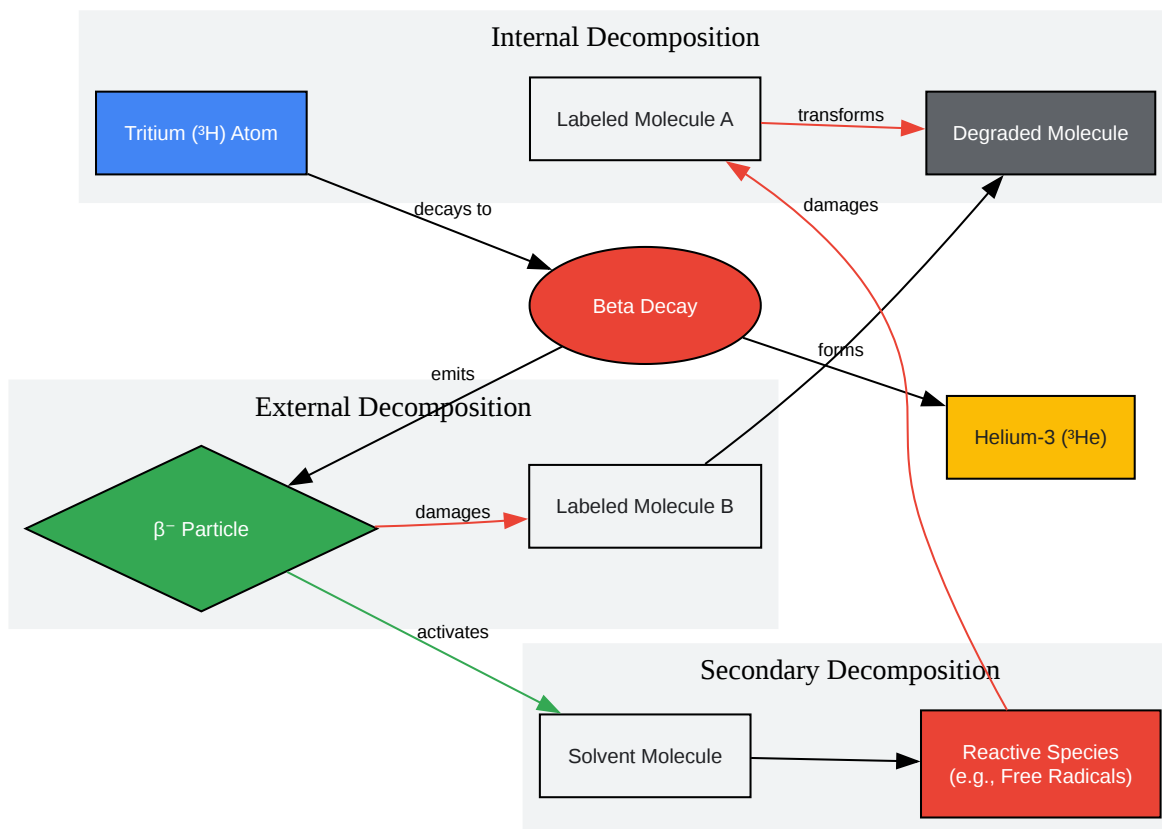 Internal Decomposition
Tritium (³H) Atom
Labeled Molecule A
transforms
Degraded Molecule
decays to
damages
Beta Decay
forms
emits
External Decomposition
Helium-3 (³He)
β⁻ Particle
damages
Labeled Molecule B
activates
Secondary Decomposition
Solvent Molecule
Reactive Species
(e.g., Free Radicals)